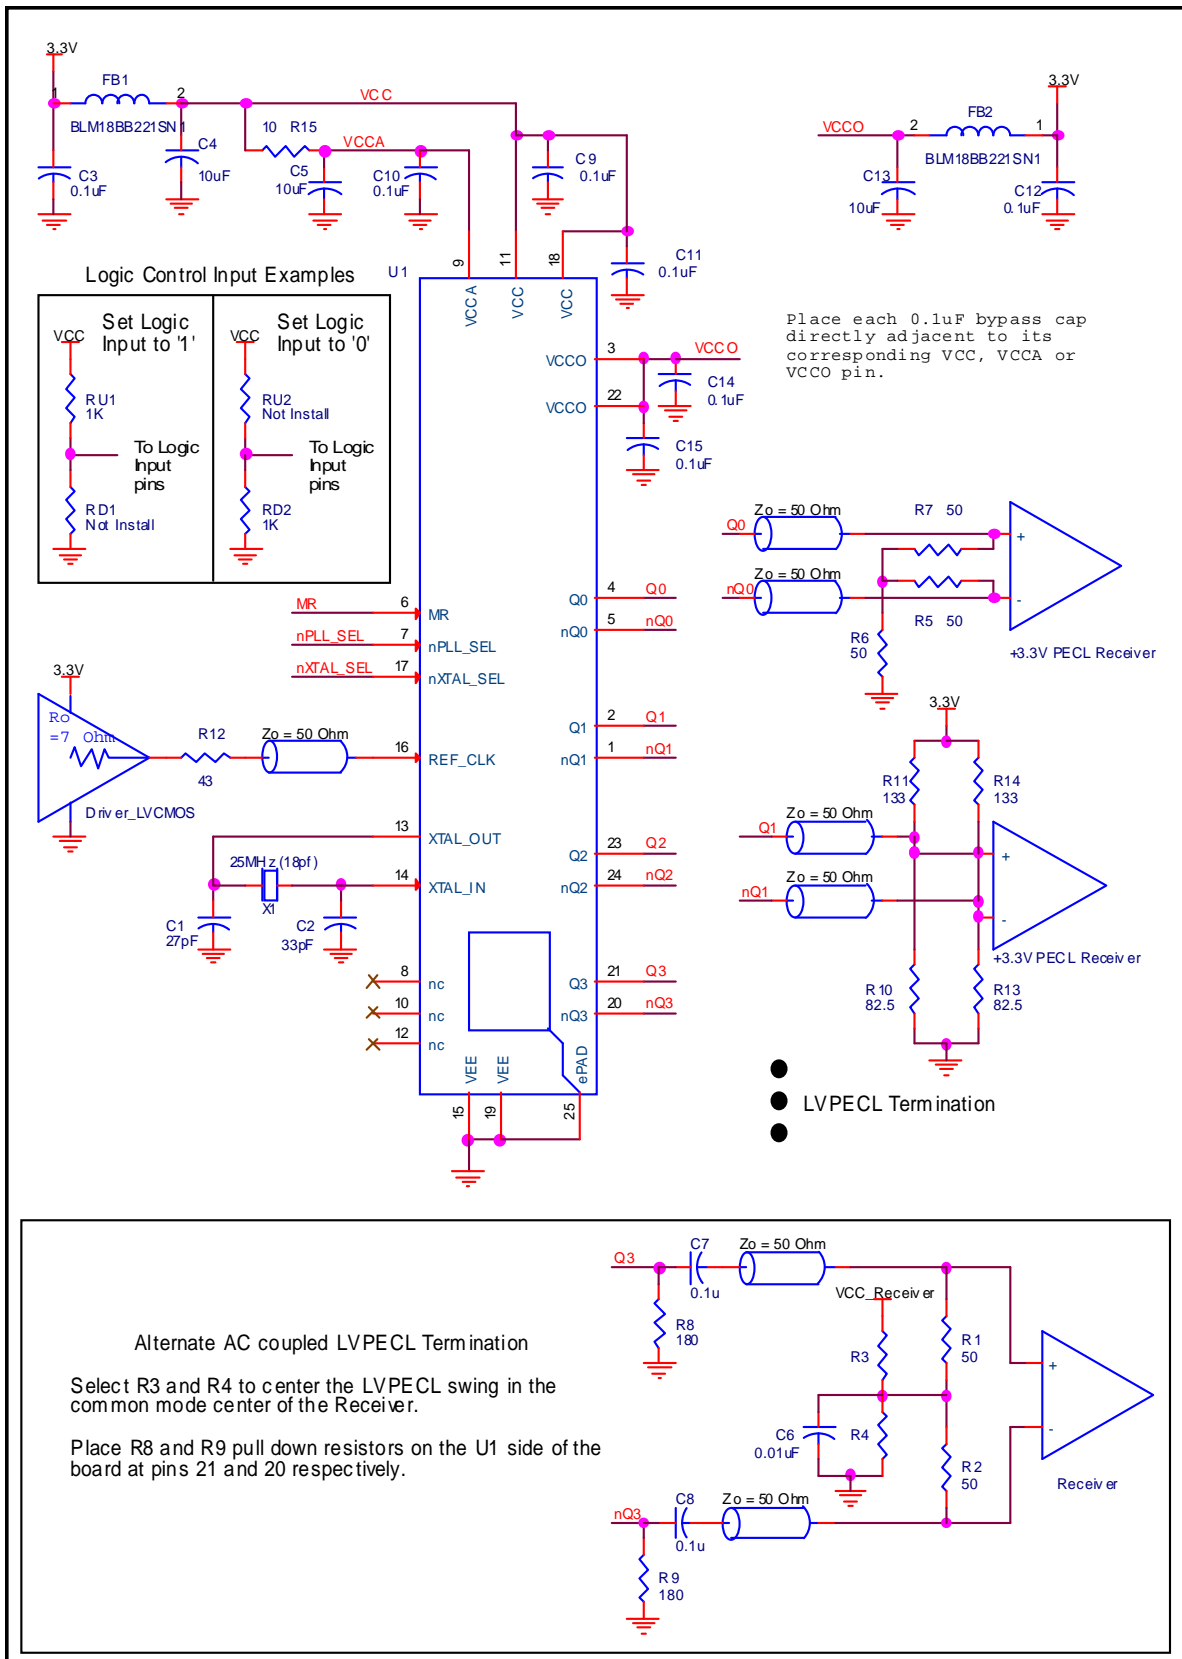 3.3V
FB1
1
2
VCC
BLM18BB221SN1
C4
10uF
10 R15
VCCA
C3
0.1uF
C5
10uF
C10
0.1uF
C9
0.1uF
3.3V
FB2
VCCO
2
1
BLM18BB221SN1
C13
10uF
C12
0.1uF
C11
0.1uF
U1
9
11
18
VCCA
VCC
VCC
Logic Control Input Examples
Set Logic
Input to '1'
VCC
RU1
1K
To Logic
Input
pins
RD1
Not Install
Set Logic
Input to '0'
VCC
RU2
Not Install
To Logic
Input
pins
RD2
1K
Place each 0.1uF bypass cap
directly adjacent to its
corresponding VCC, VCCA or
VCCO pin.
VCCO
3
VCCO
C14
0.1uF
VCCO
22
C15
0.1uF
MR
6
MR
nPLL_SEL
7
nPLL_SEL
nXTAL_SEL
17
nXTAL_SEL
3.3V
Ro
=7 Ohm
R12
43
Zo = 50 Ohm
16
REF_CLK
Driver_LVCMOS
13
XTAL_OUT
25MHz (18pf)
X1
14
XTAL_IN
C1
27pF
C2
33pF
8
nc
10
nc
12
nc
Q0
4
Q0
nQ0
5
nQ0
Q1
2
Q1
nQ1
1
nQ1
Q2
23
Q2
nQ2
24
nQ2
Q3
21
Q3
nQ3
20
nQ3
VEE
VEE
ePAD
15
19
25
Q0
Zo = 50 Ohm
R7 50
+
nQ0
Zo = 50 Ohm
-
R5 50
R6
50
+3.3V PECL Receiver
3.3V
R11
133
R14
133
Q1
Zo = 50 Ohm
+
nQ1
Zo = 50 Ohm
-
+3.3V PECL Receiver
R10
82.5
R13
82.5
LVPECL Termination
Alternate AC coupled LVPECL Termination
Select R3 and R4 to center the LVPECL swing in the
common mode center of the Receiver.
Place R8 and R9 pull down resistors on the U1 side of the
board at pins 21 and 20 respectively.
Q3
C7
0.1u
Zo = 50 Ohm
R8
180
VCC_Receiver
R3
R1
50
+
C6
0.01uF
R4
-
R2
50
Receiver
nQ3
C8
0.1u
Zo = 50 Ohm
R9
180